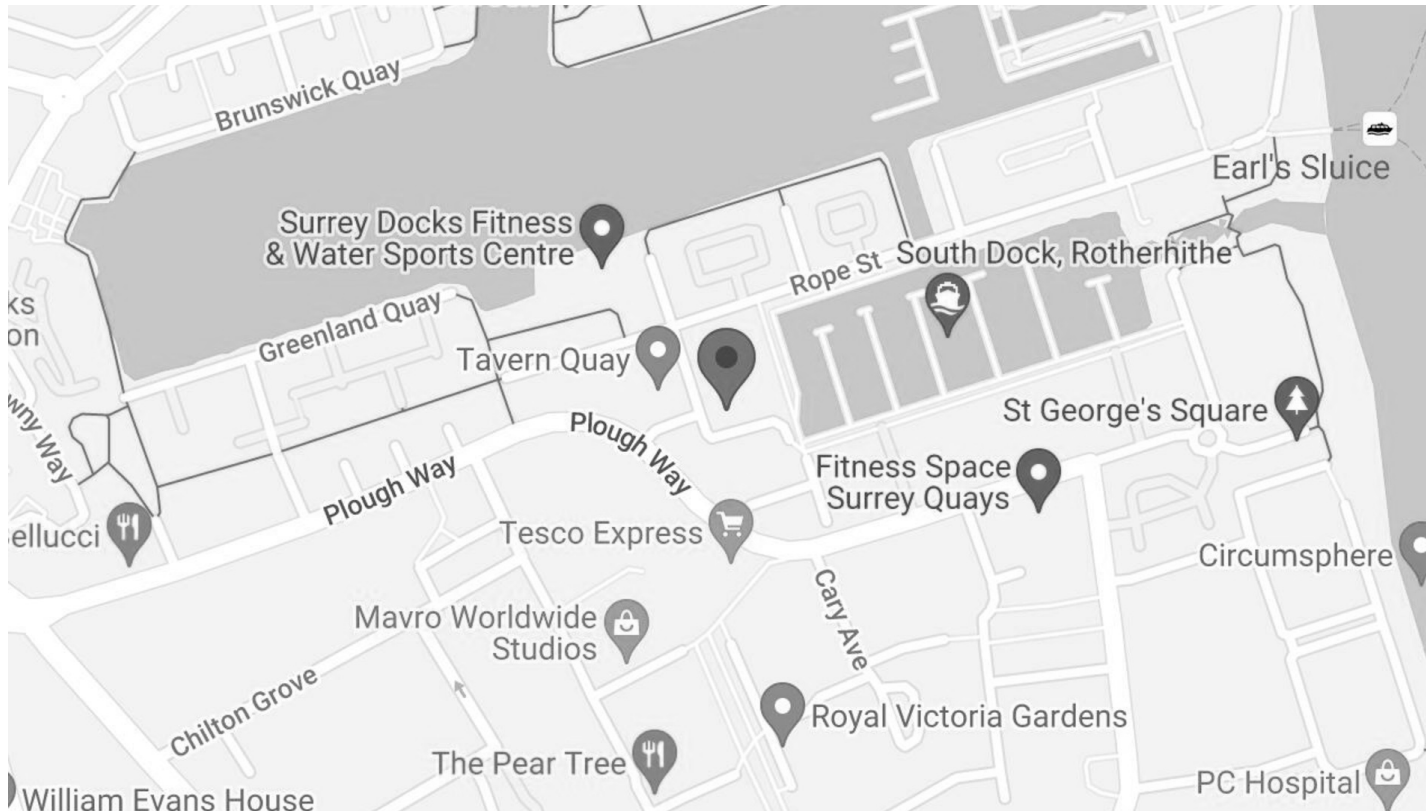 Brunswick Quay
Earl's Sluice
Surrey Docks Fitness
& Water Sports Centre
Rope St
South Dock, Rotherhithe
Greenland Quay
Tavern Quay
St George's Square
Plough Way
Plough Way
Fitness Space
Surrey Quays
Tesco Express
Circumsphere
Cary Ave
Mavro Worldwide
Studios
Chilton Grove
Royal Victoria Gardens
The Pear Tree
PC Hospital
William Evans House